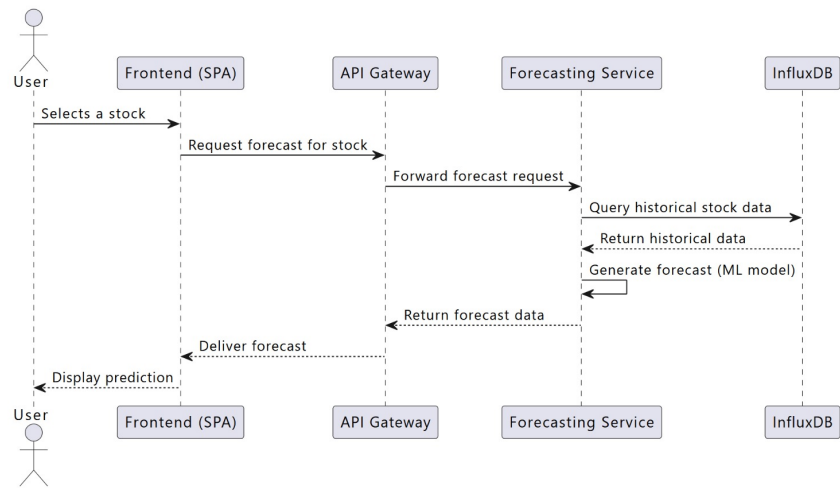 User
Frontend (SPA)
API Gateway
Forecasting Service
InfluxDB
Selects a stock
Request forecast for stock
Forward forecast request
Query historical stock data
Return historical data
Generate forecast (ML model)
Return forecast data
Deliver forecast
Display prediction
User
Frontend (SPA)
API Gateway
Forecasting Service
InfluxDB